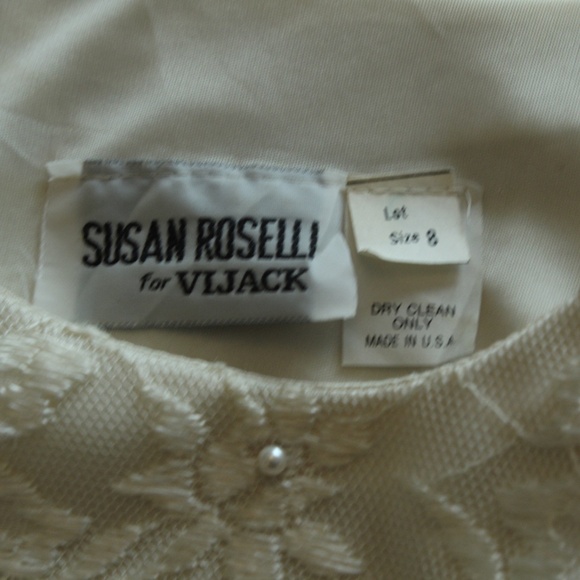 SUSAN ROSELLI
for VIJACK
Lot
Size 8
DRY CLEAN
ONLY
MADE IN U.S.A